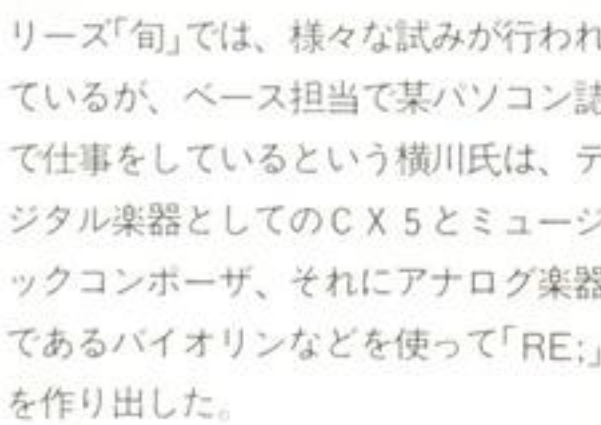 リーズ「旬」では、様々な試みが行われ
ているが、ベース担当で某パソコン誌
で仕事をしているという横川氏は、デ
ジタル楽器としてのCX5とミュージ
ックコンポーザ、それにアナログ楽器
であるバイオリンなどを使って「RE;」
を作り出した。